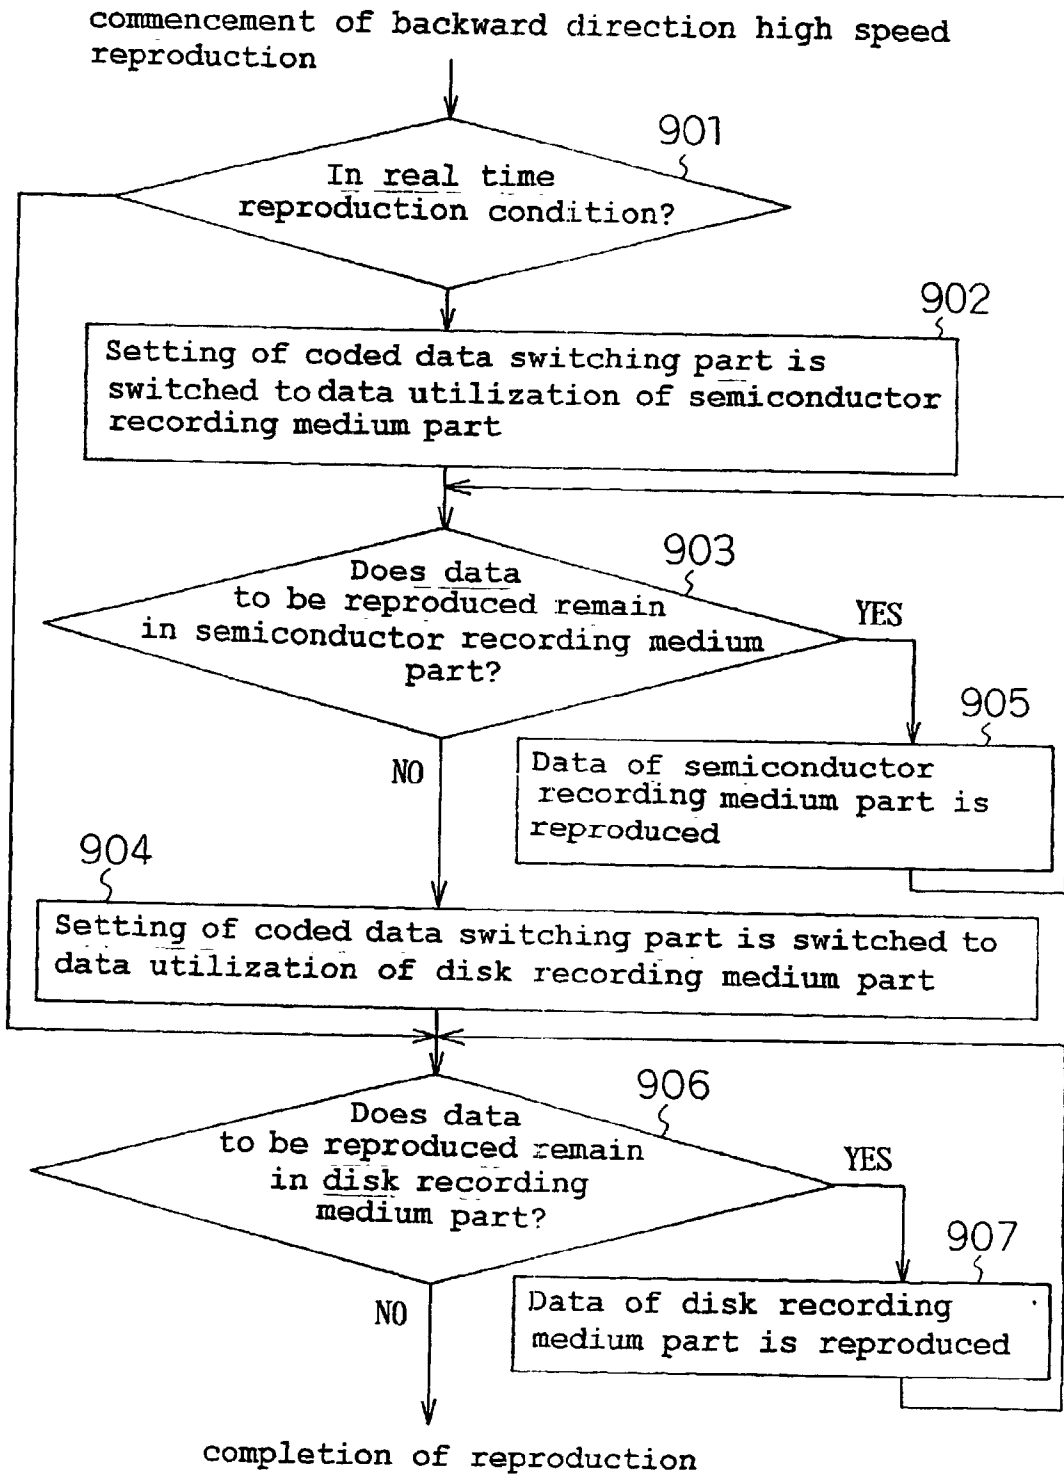 commencement of backward direction high speed
reproduction
901
In real time
reproduction condition?
902
Setting of coded data switching part is
switched to data utilization of semiconductor
recording medium part
903
Does data
to be reproduced remain
in semiconductor recording medium
part?
YES
905
NO
Data of semiconductor
recording medium part is
reproduced
904
Setting of coded data switching part is switched to
data utilization of disk recording medium part
906
Does data
to be reproduced remain
in disk recording
medium part?
YES
907
NO
Data of disk recording
medium part is reproduced
completion of reproduction